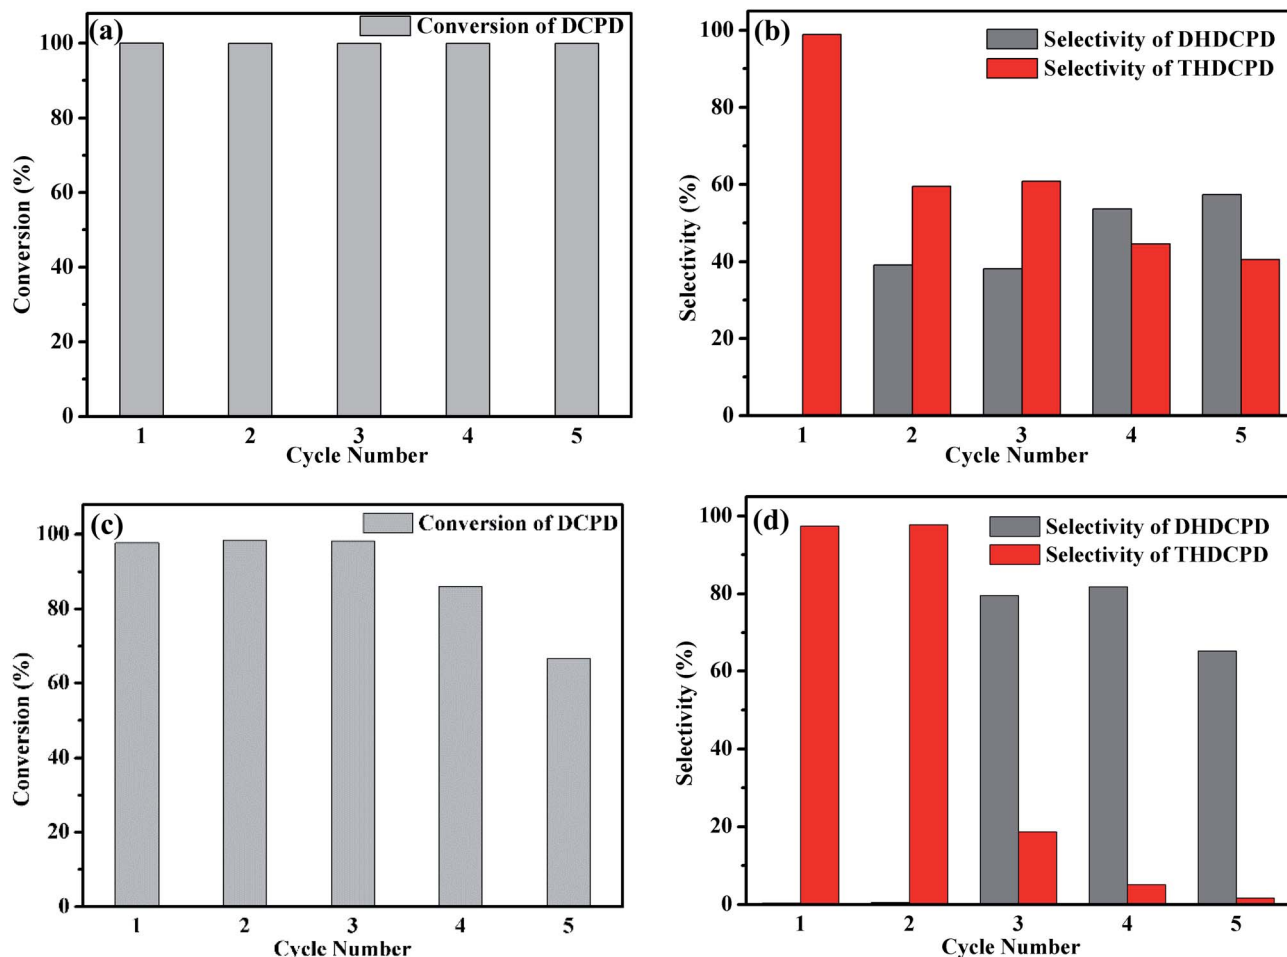 (a)
Conversion of DCPD
100
80
60
40
20
0
Conversion (%)
1 2 3 4 5
Cycle Number
(b)
Selectivity of DHDCPD
Selectivity of THDCPD
100
80
60
40
20
0
Selectivity (%)
1 2 3 4 5
Cycle Number
(c)
Conversion of DCPD
100
80
60
40
20
0
Conversion (%)
1 2 3 4 5
Cycle Number
(d)
Selectivity of DHDCPD
Selectivity of THDCPD
100
80
60
40
20
0
Selectivity (%)
1 2 3 4 5
Cycle Number